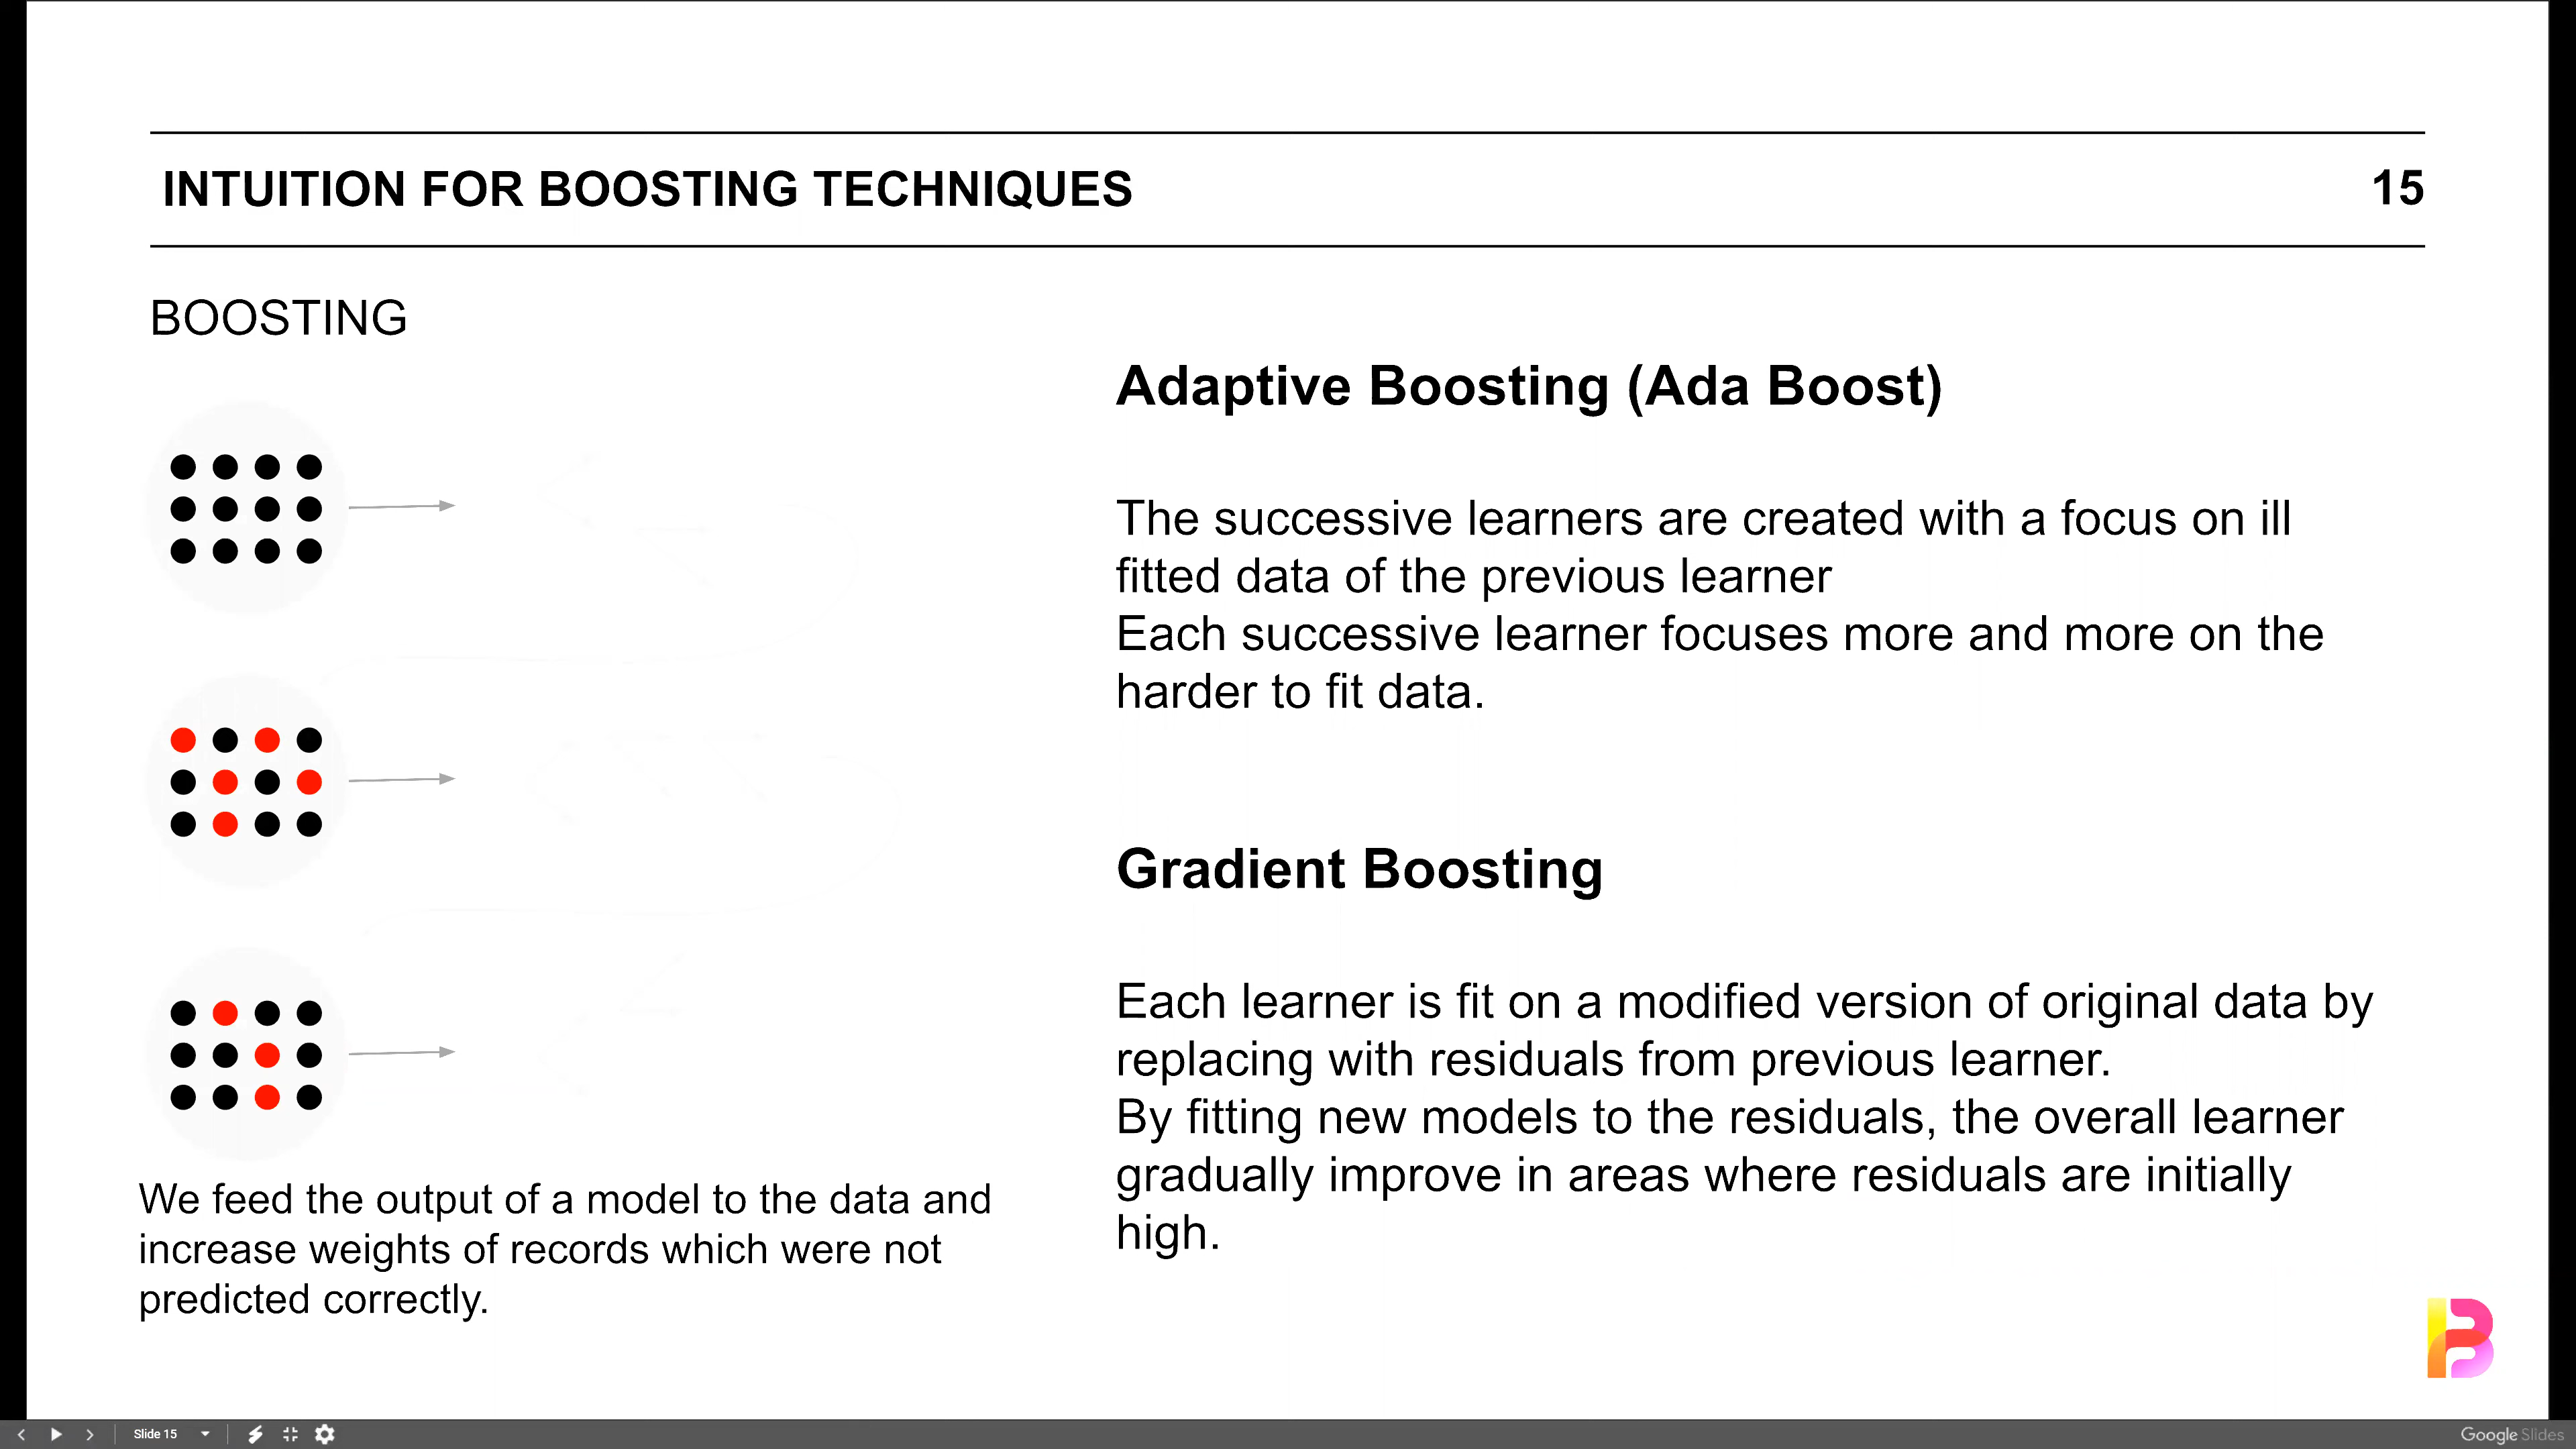 INTUITION FOR BOOSTING TECHNIQUES
15
BOOSTING
We feed the output of a model to the data and
increase weights of records which were not
predicted correctly.
Adaptive Boosting (Ada Boost)
The successive learners are created with a focus on ill
fitted data of the previous learner
Each successive learner focuses more and more on the
harder to fit data.
Gradient Boosting
Each learner is fit on a modified version of original data by
replacing with residuals from previous learner.
By fitting new models to the residuals, the overall learner
gradually improve in areas where residuals are initially
high.
Slide 15
Google Slides